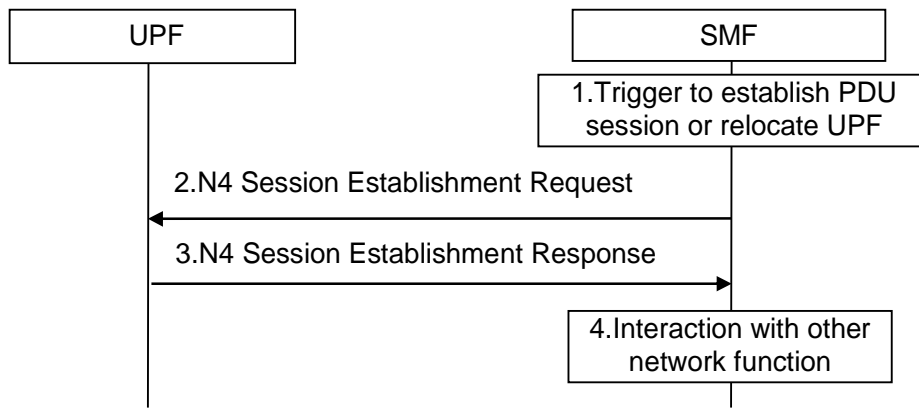 UPF
SMF
1.Trigger to establish PDU
session or relocate UPF
2.N4 Session Establishment Request
3.N4 Session Establishment Response
4.Interaction with other
network function